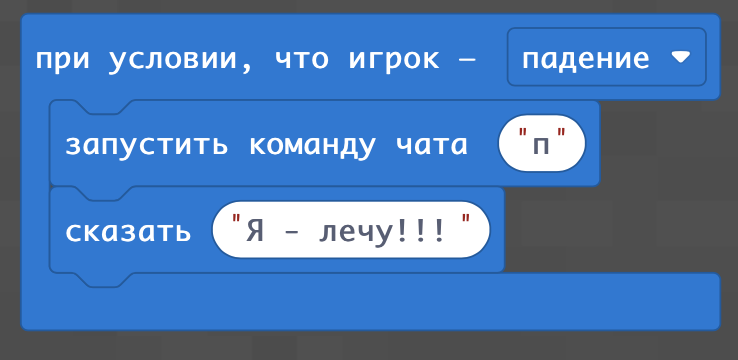 при условии, что игрок – падение
запустить команду чата "п"
сказать "Я - лечу!!! "